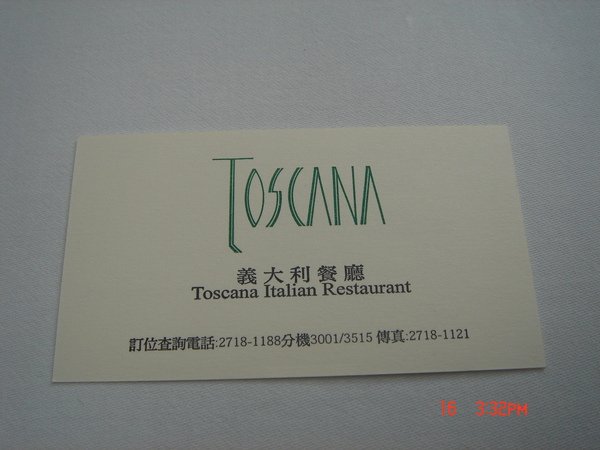 TOSCANA
義大利餐廳
Toscana Italian Restaurant
訂位查詢電話:2718-1188分機3001/3515 傳真:2718-1121
16 3:32PM